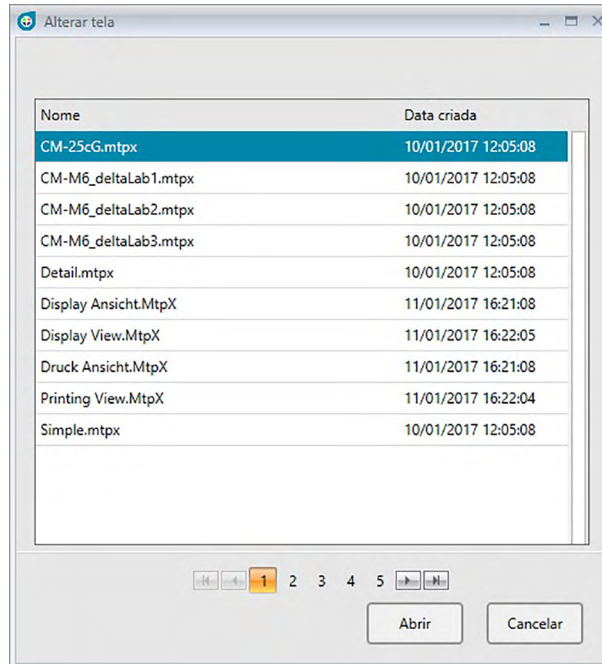 Alterar tela
Nome Data criada
CM-25cG.mtpx 10/01/2017 12:05:08
CM-M6_deltaLab1.mtpx 10/01/2017 12:05:08
CM-M6_deltaLab2.mtpx 10/01/2017 12:05:08
CM-M6_deltaLab3.mtpx 10/01/2017 12:05:08
Detail.mtpx 10/01/2017 12:05:08
Display Ansicht.MtpX 11/01/2017 16:21:08
Display View.MtpX 11/01/2017 16:22:05
Druck Ansicht.MtpX 11/01/2017 16:21:08
Printing View.MtpX 11/01/2017 16:22:04
Simple.mtpx 10/01/2017 12:05:08
1 2 3 4 5
Abrir Cancelar